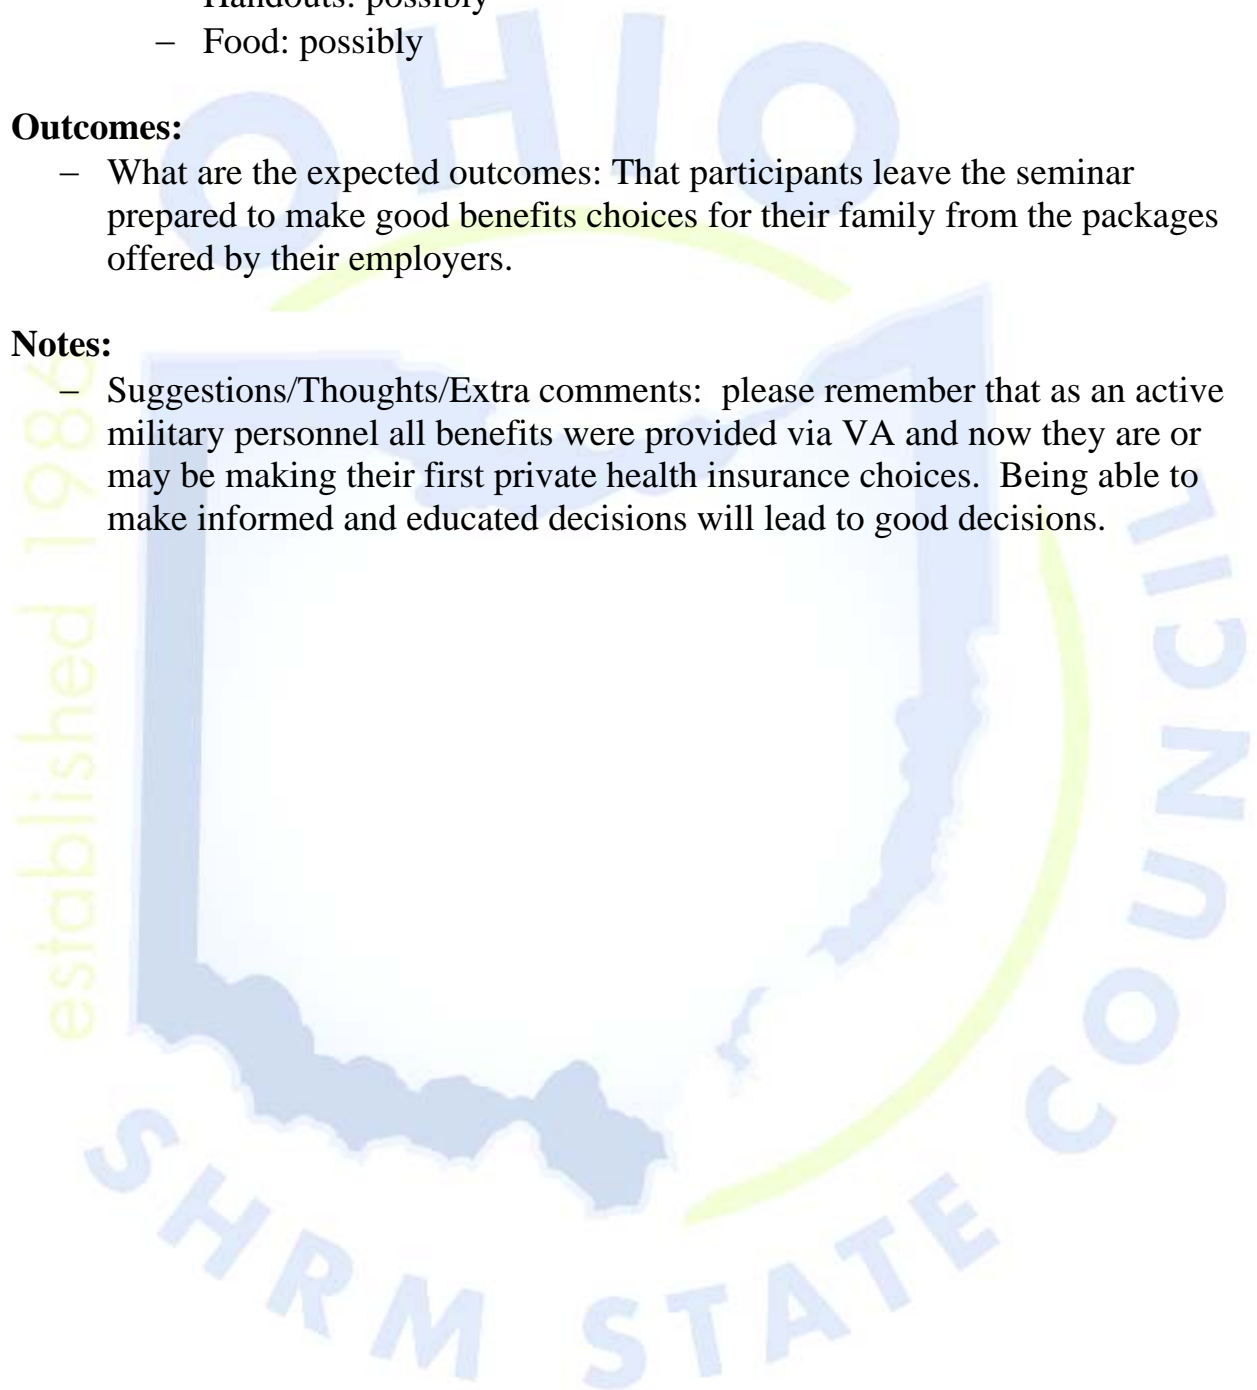 Handouts: possibly
– Food: possibly
Outcomes:
– What are the expected outcomes: That participants leave the seminar
prepared to make good benefits choices for their family from the packages
offered by their employers.
Notes:
– Suggestions/Thoughts/Extra comments:  please remember that as an active
military personnel all benefits were provided via VA and now they are or
may be making their first private health insurance choices.  Being able to
make informed and educated decisions will lead to good decisions.
OHIO
established 1986
SHRM STATE COUNCIL